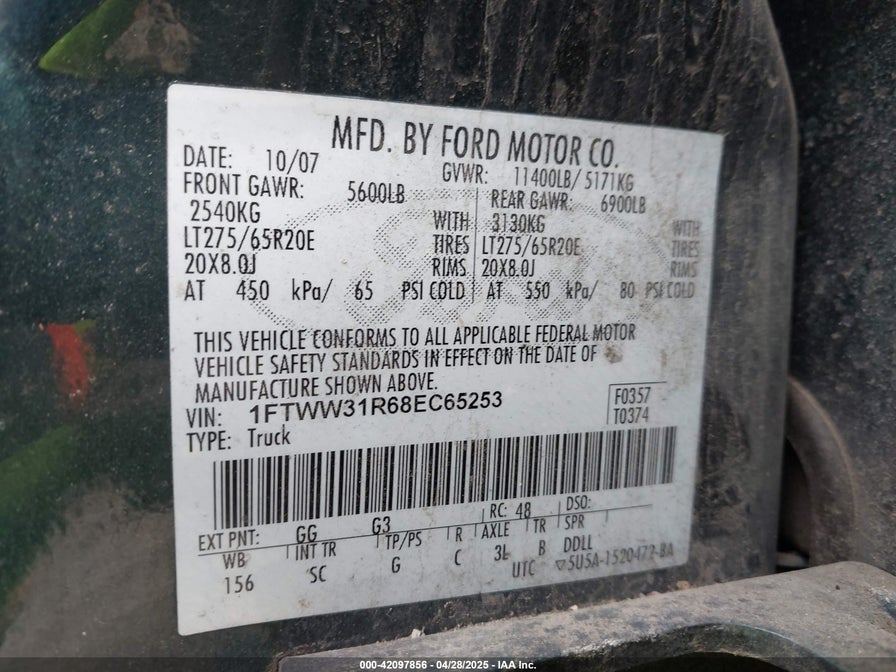 MFD. BY FORD MOTOR CO.
DATE: 10/07 GVWR: 11400LB/ 5171KG
FRONT GAWR: 5600LB REAR GAWR: 6900LB
2540KG WITH 3130KG WITH
LT275/65R20E TIRES LT275/65R20E TIRES
20X8.0J RIMS 20X8.0J RIMS
AT 450 kPa/ 65 PSI COLD AT 550 kPa/ 80 PSI COLD
THIS VEHICLE CONFORMS TO ALL APPLICABLE FEDERAL MOTOR
VEHICLE SAFETY STANDARDS IN EFFECT ON THE DATE OF
MANUFACTURE SHOWN ABOVE.
VIN: 1FTWW31R68EC65253 F0357
TYPE: Truck T0374
EXT PNT: GG G3 RC: 48 DSO:
WB INT TR TP/PS R AXLE TR SPR
156 SC G C 3L B DDLL
UTC ▽5U5A-1520472-BA
000-42097856 - 04/28/2025 - IAA Inc.